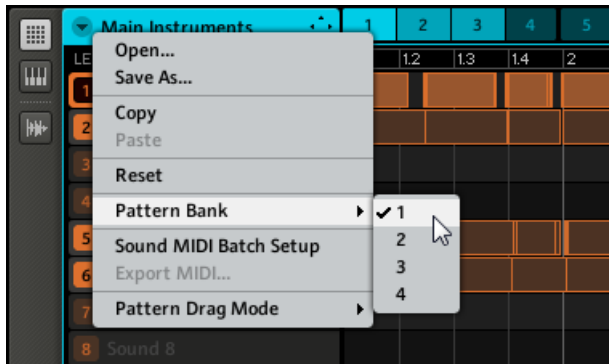 Main Instruments
1 2 3 4 5
LE 1.2 1.3 1.4 2
Open...
Save As...
Copy
Paste
Reset
Pattern Bank
Sound MIDI Batch Setup
Export MIDI...
Pattern Drag Mode
1
2
3
4
1
2
3
4
5
6
7
8 Sound 8